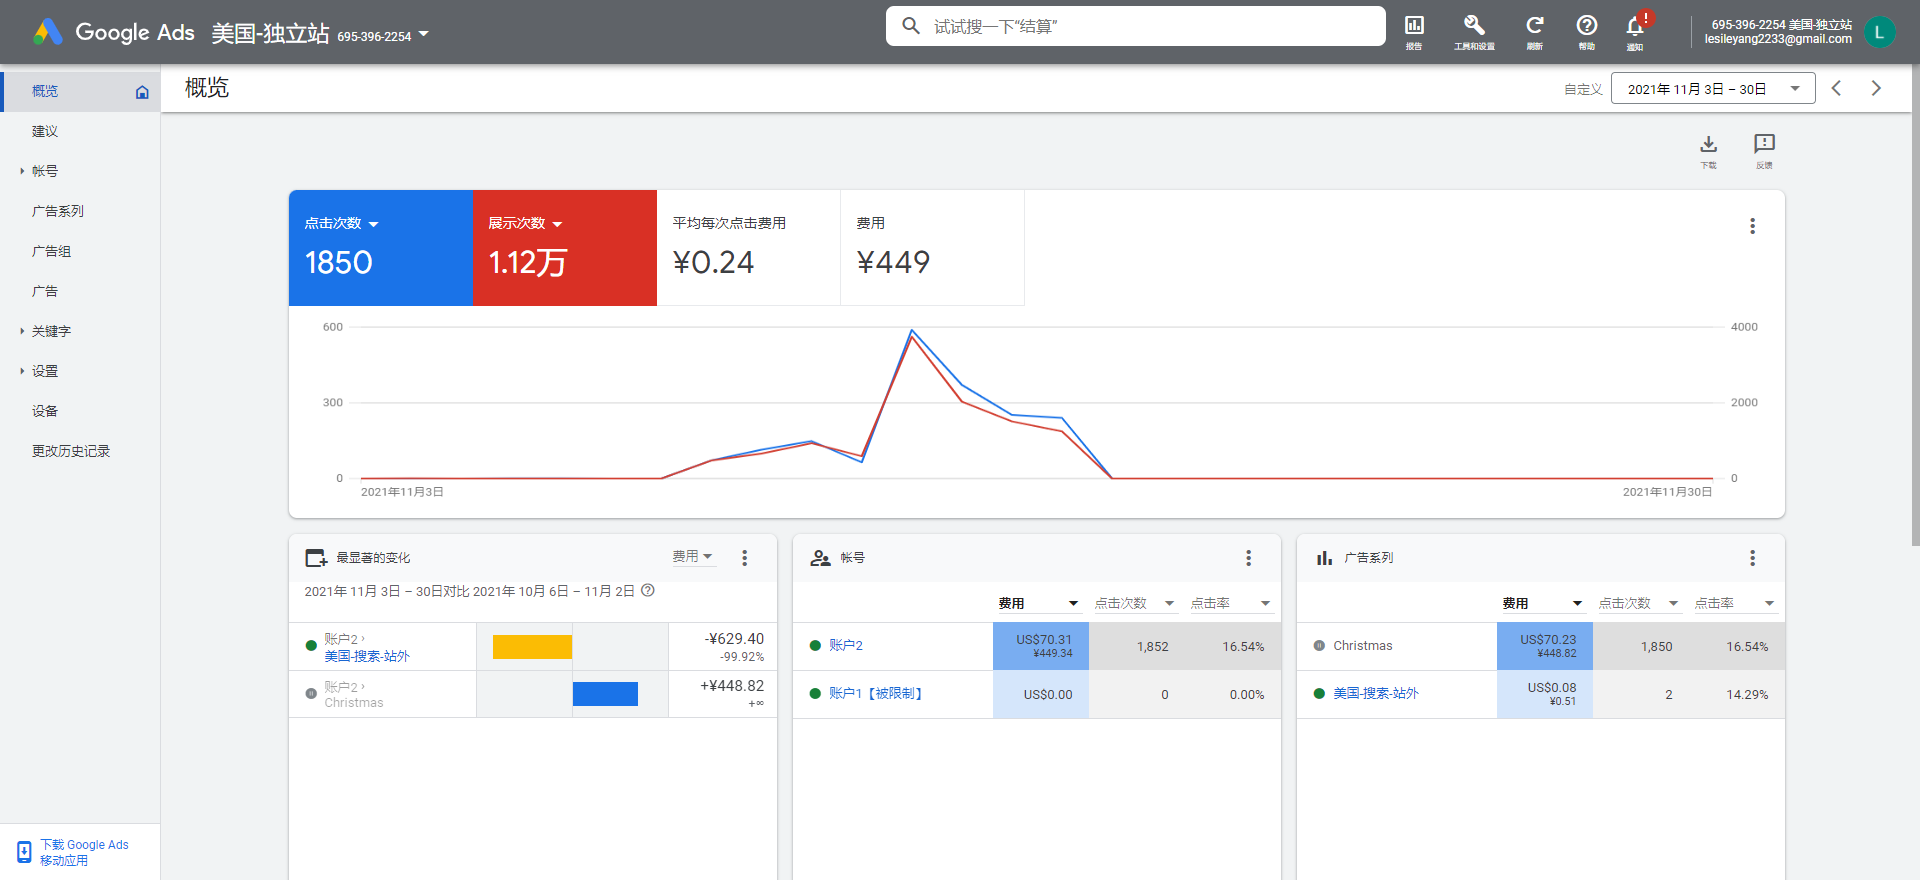 Google Ads 美国-独立站 695-396-2254
试试搜一下“结算”
报告
工具和设置
刷新
帮助
!
通知
695-396-2254 美国-独立站
lesileyang2233@gmail.com
L
概览
建议
帐号
广告系列
广告组
广告
关键字
设置
设备
更改历史记录
下载 Google Ads
移动应用
概览
自定义
2021年 11月 3日 – 30日
下载
反馈
点击次数
1850
展示次数
1.12万
平均每次点击费用
¥0.24
费用
¥449
600
300
0
4000
2000
0
2021年11月3日
2021年11月30日
最显著的变化
费用
2021年 11月 3日 – 30日对比 2021年 10月 6日 – 11月 2日
账户2 ›
美国-搜索-站外
-¥629.40
-99.92%
账户2 ›
Christmas
+¥448.82
+∞
帐号
费用 点击次数 点击率
账户2
US$70.31
¥449.34
1,852
16.54%
账户1【被限制】
US$0.00
0
0.00%
广告系列
费用 点击次数 点击率
Christmas
US$70.23
¥448.82
1,850
16.54%
美国-搜索-站外
US$0.08
¥0.51
2
14.29%